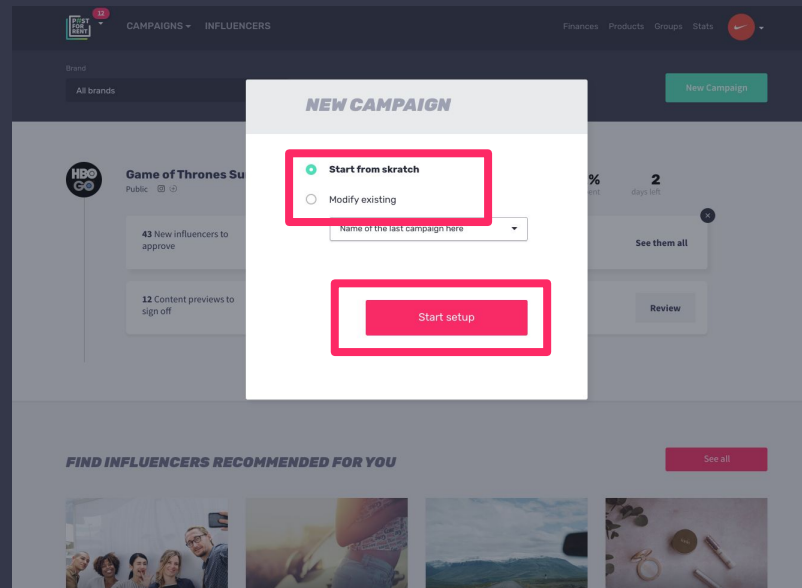 12
POST
FOR
RENT
CAMPAIGNS
INFLUENCERS
Finances
Products
Groups
Stats
Brand
All brands
New Campaign
NEW CAMPAIGN
Start from skratch
Modify existing
Name of the last campaign here
Start setup
HBO
GO
Game of Thrones Su
Public
%
2
days left
43 New influencers to
approve
See them all
12 Content previews to
sign off
Review
FIND INFLUENCERS RECOMMENDED FOR YOU
See all